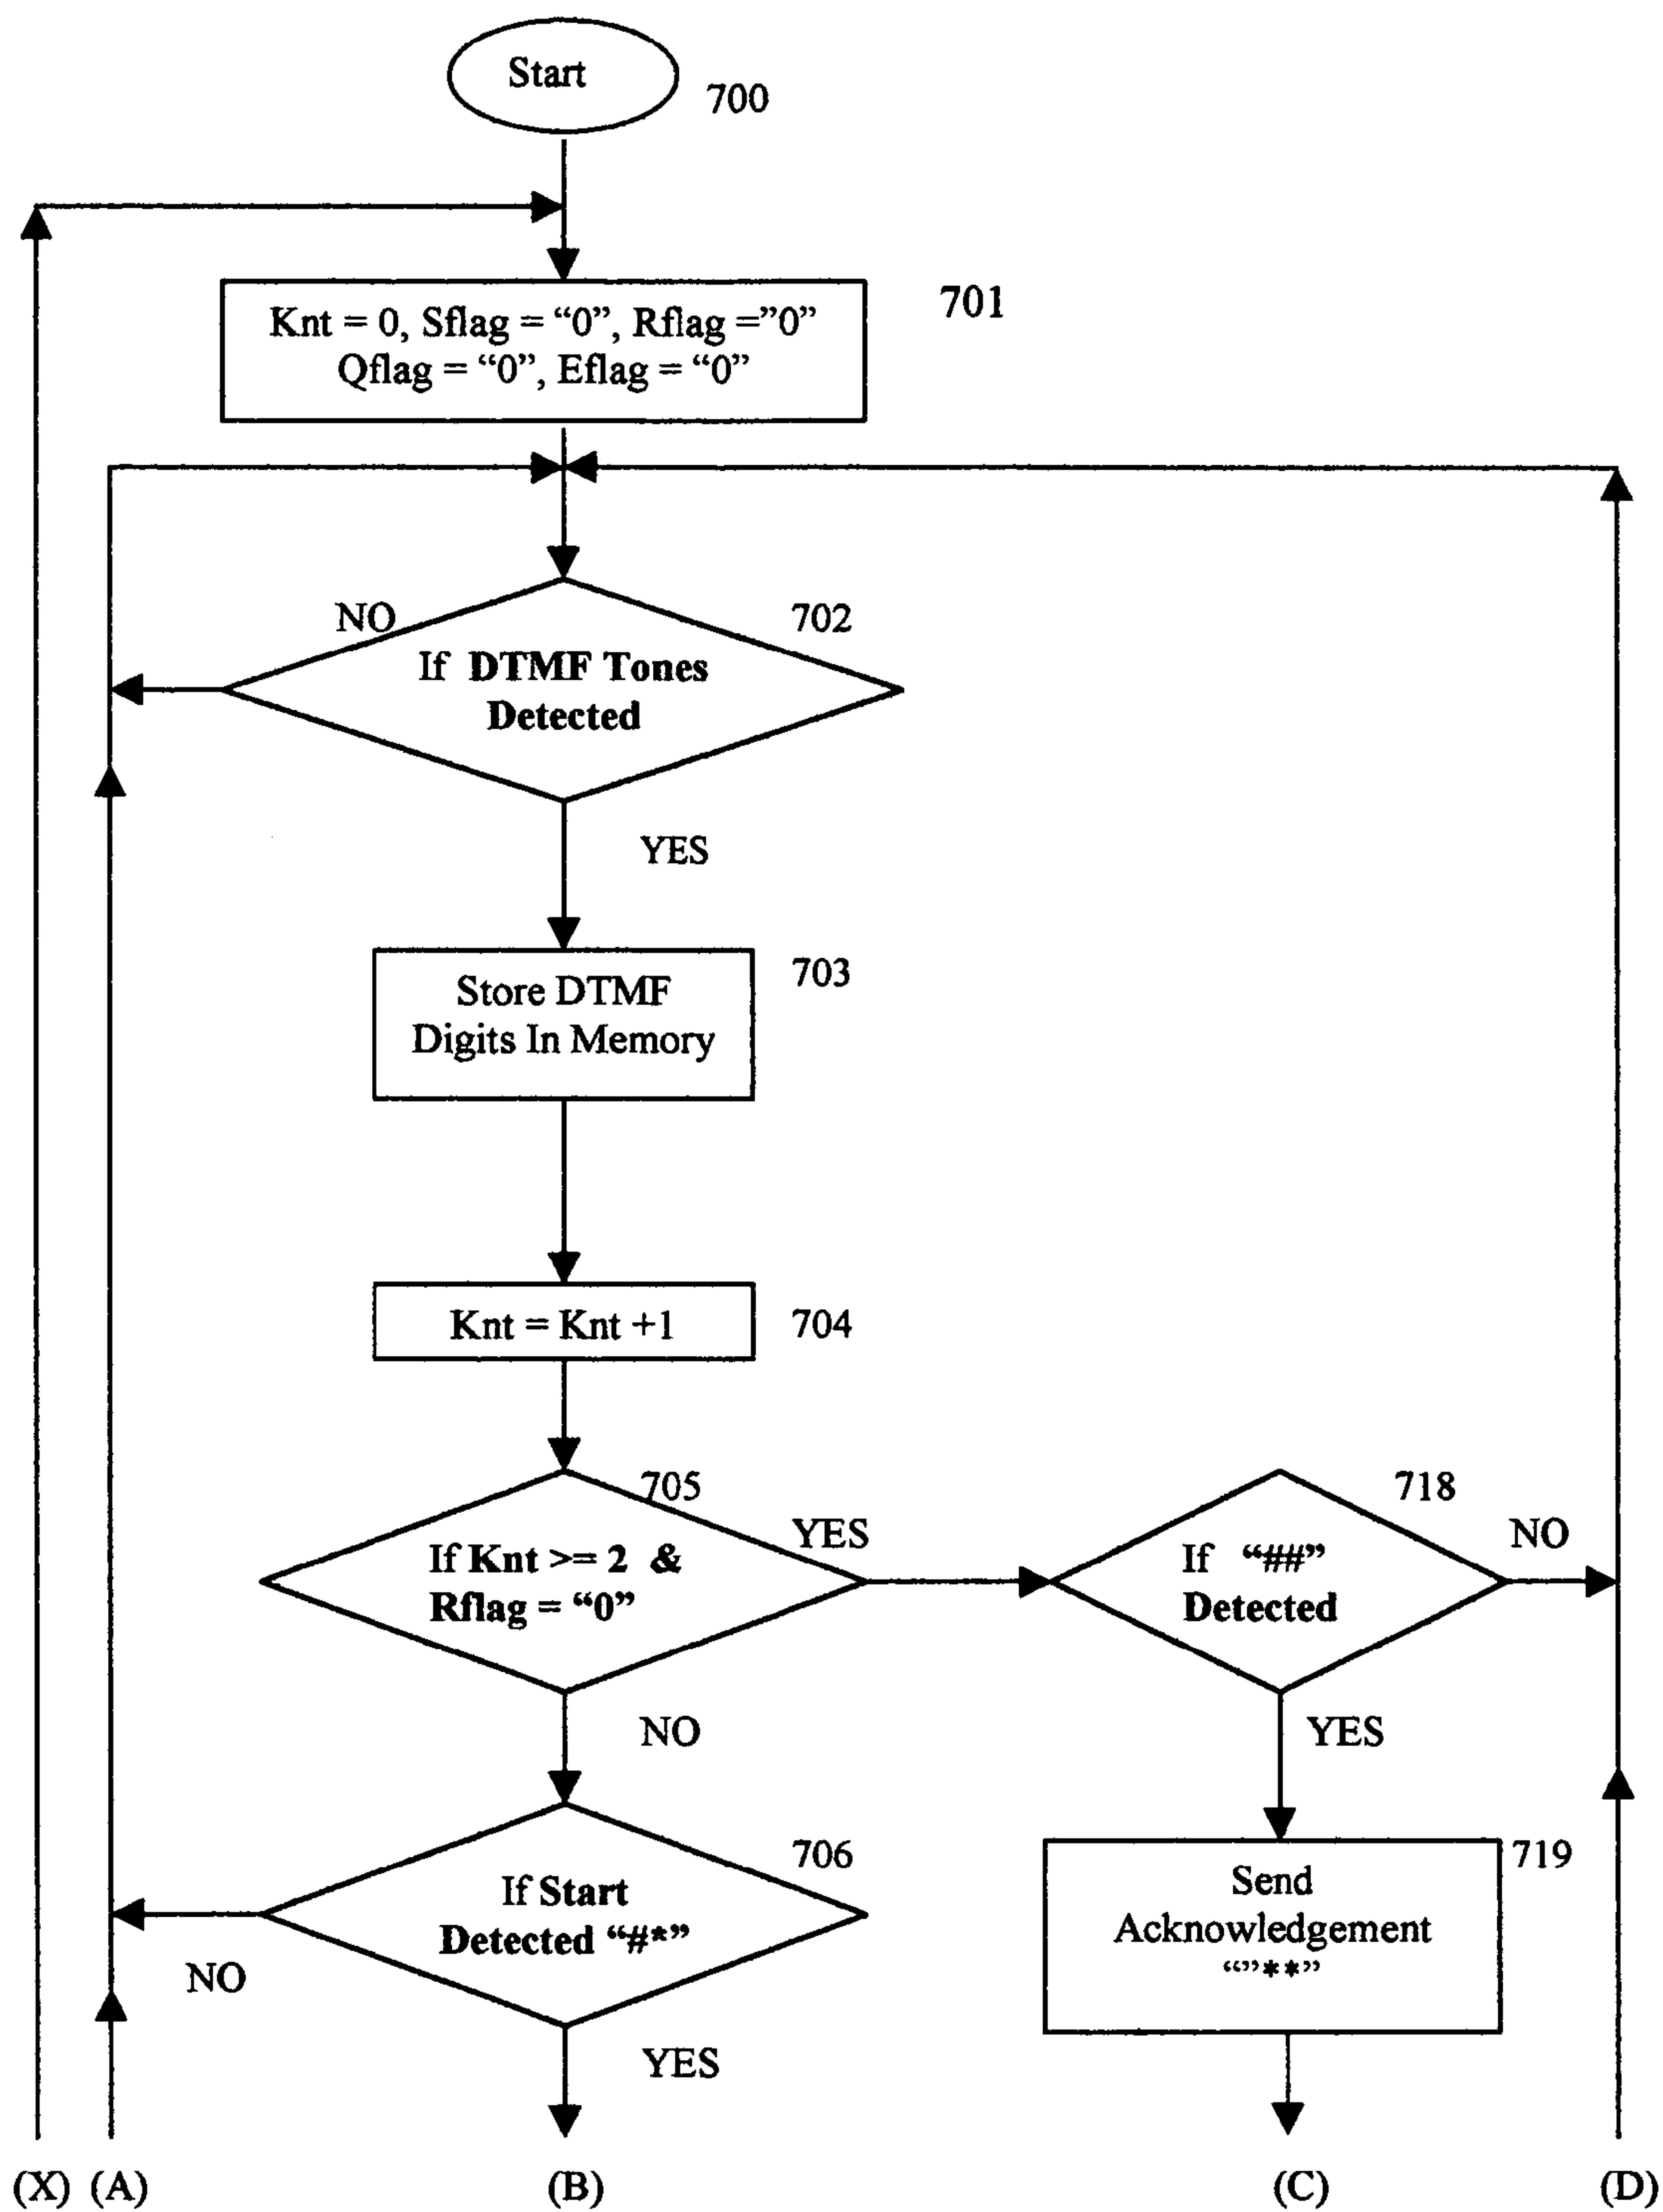 Start
700
Knt = 0, Sflag = “0”, Rflag =”0”
Qflag = “0”, Eflag = “0”
701
NO
702
If DTMF Tones
Detected
YES
Store DTMF
Digits In Memory
703
Knt = Knt +1
704
705
If Knt >= 2 &
Rflag = “0”
YES
718
If “##”
Detected
NO
NO
YES
706
If Start
Detected “#*”
NO
YES
719
Send
Acknowledgement
“”**”
(X)
(A)
(B)
(C)
(D)